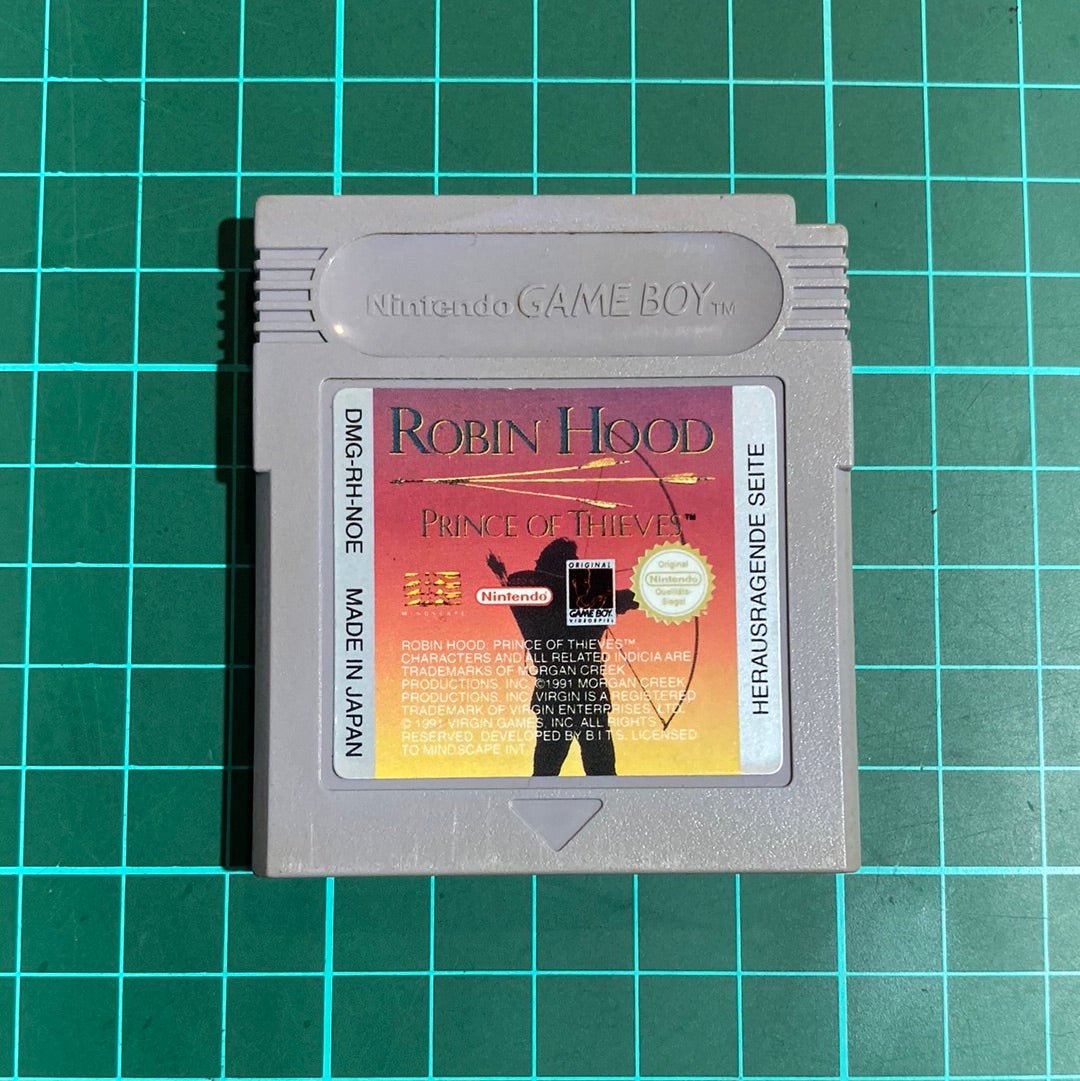 Nintendo GAME BOY™
DMG-RH-NOE MADE IN JAPAN
ROBIN HOOD
PRINCE OF THIEVES™
MINDSCAPE
Nintendo®
ORIGINAL
GAME BOY
VIDEOSPIEL
Original
Nintendo
Qualitäts-
Siegel
ROBIN HOOD: PRINCE OF THIEVES™
CHARACTERS AND ALL RELATED INDICIA ARE
TRADEMARKS OF MORGAN CREEK
PRODUCTIONS, INC. ©1991 MORGAN CREEK
PRODUCTIONS, INC. VIRGIN IS A REGISTERED
TRADEMARK OF VIRGIN ENTERPRISES, LTD.
© 1991 VIRGIN GAMES, INC. ALL RIGHTS
RESERVED. DEVELOPED BY B.I.T.S. LICENSED
TO MINDSCAPE INT.
HERAUSRAGENDE SEITE